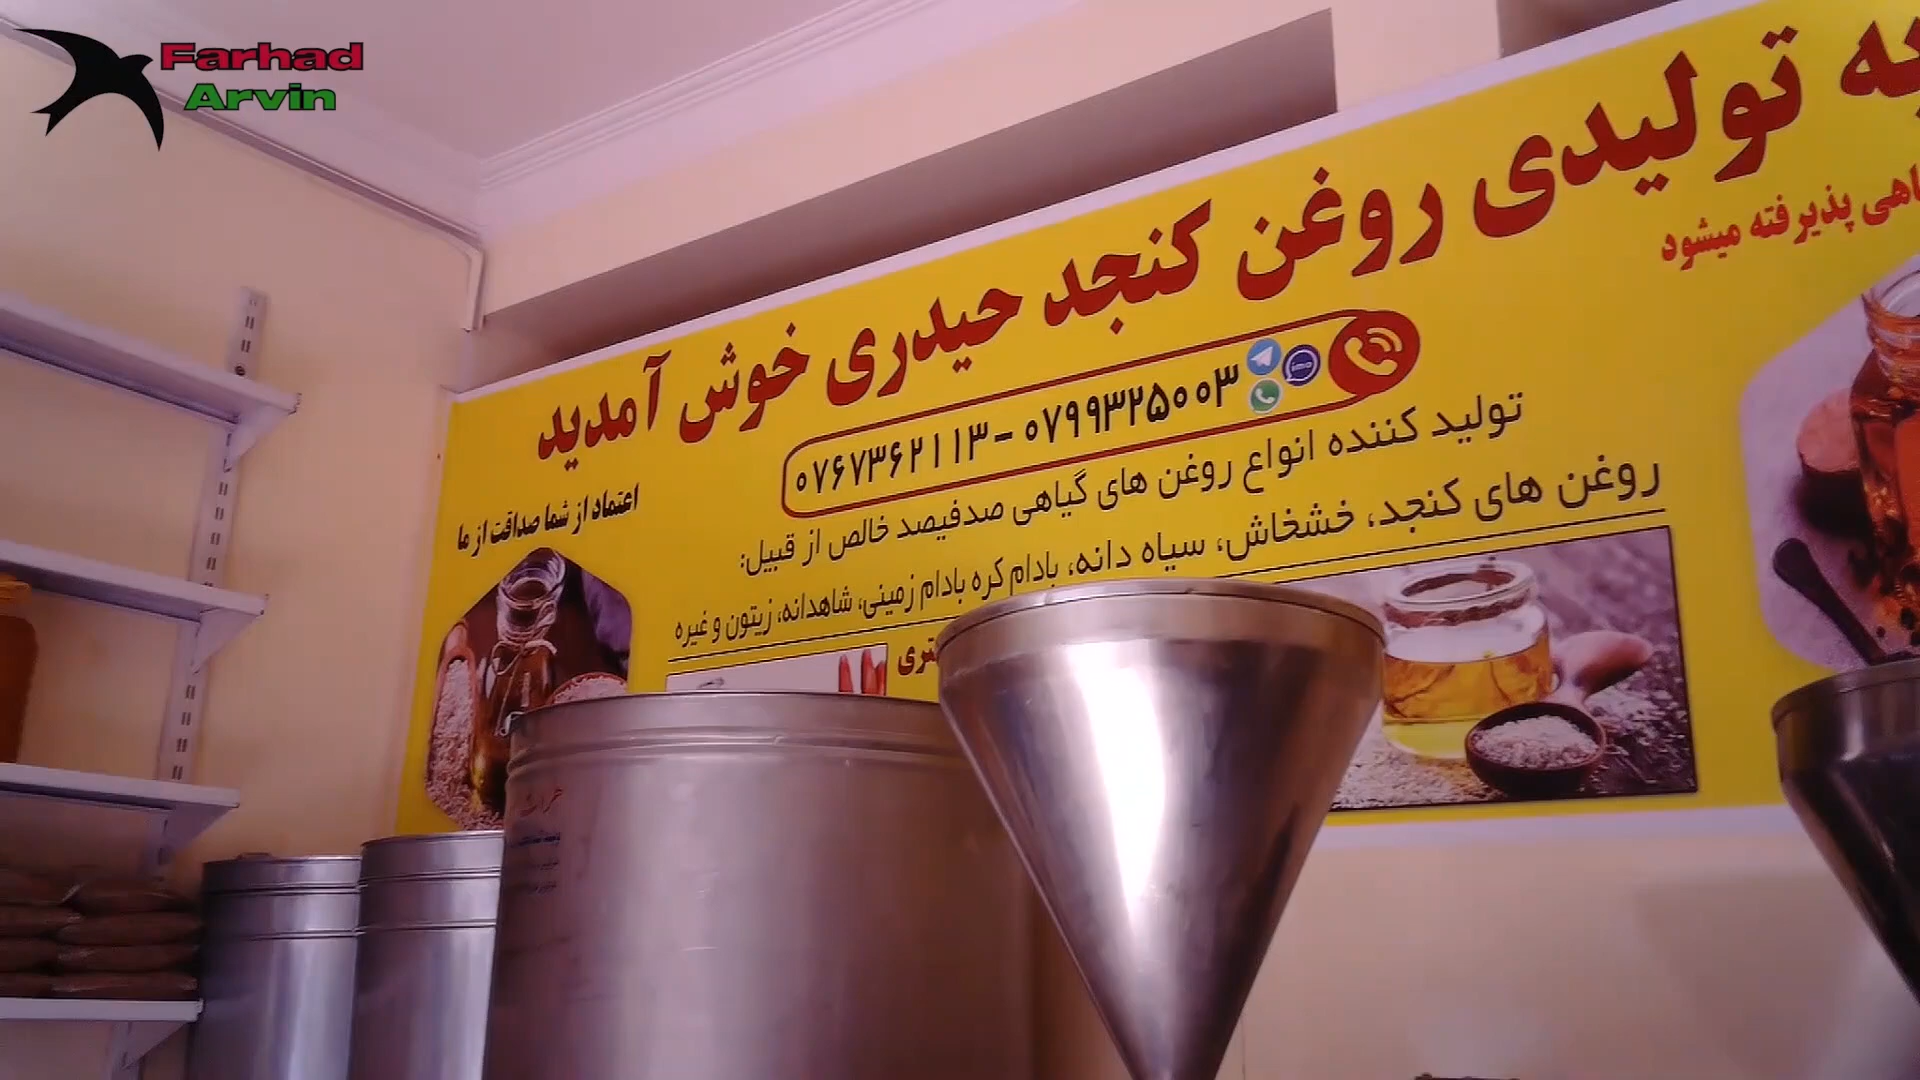 Farhad
Arvin
به تولیدی روغن کنجد حیدری خوش آمدید
پذیرفته میشود
۰۷۶۷۳۶۲۱۱۳ - ۰۷۹۹۳۲۵۰۰۳
imo
تولید کننده انواع روغن های گیاهی صدفیصد خالص از قبیل:
روغن های کنجد، خشخاش، سیاه دانه، بادام کره بادام زمینی، شاهدانه، زیتون و غیره
اعتماد از شما صداقت از ما